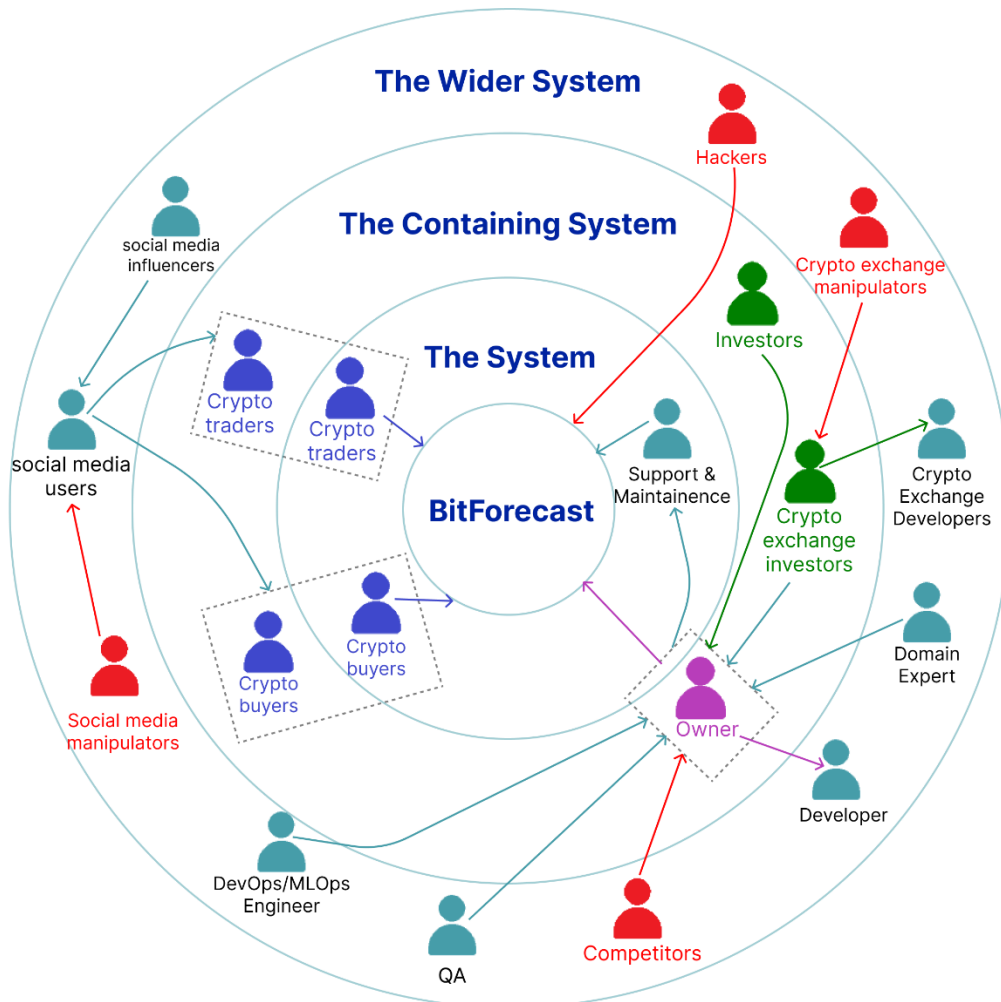 The Wider System
Hackers
The Containing System
social media
influencers
Crypto exchange
manipulators
Investors
The System
Crypto
traders
Crypto
traders
social media
users
Support &
Maintainence
Crypto
Exchange
Developers
BitForecast
Crypto
exchange
investors
Crypto
buyers
Crypto
buyers
Domain
Expert
Social media
manipulators
Owner
Developer
DevOps/MLOps
Engineer
Competitors
QA